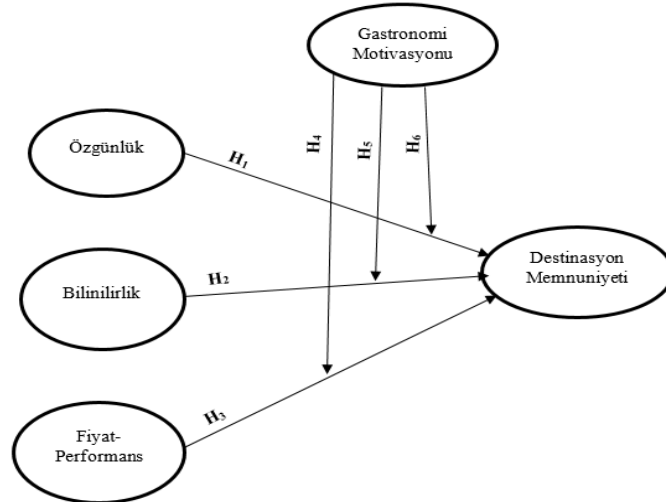 Gastronomi
Motivasyonu
H4
H5
H6
Özgünlük
H1
Destinasyon
Memnuniyeti
Bilinilirlik
H2
Fiyat-
Performans
H3